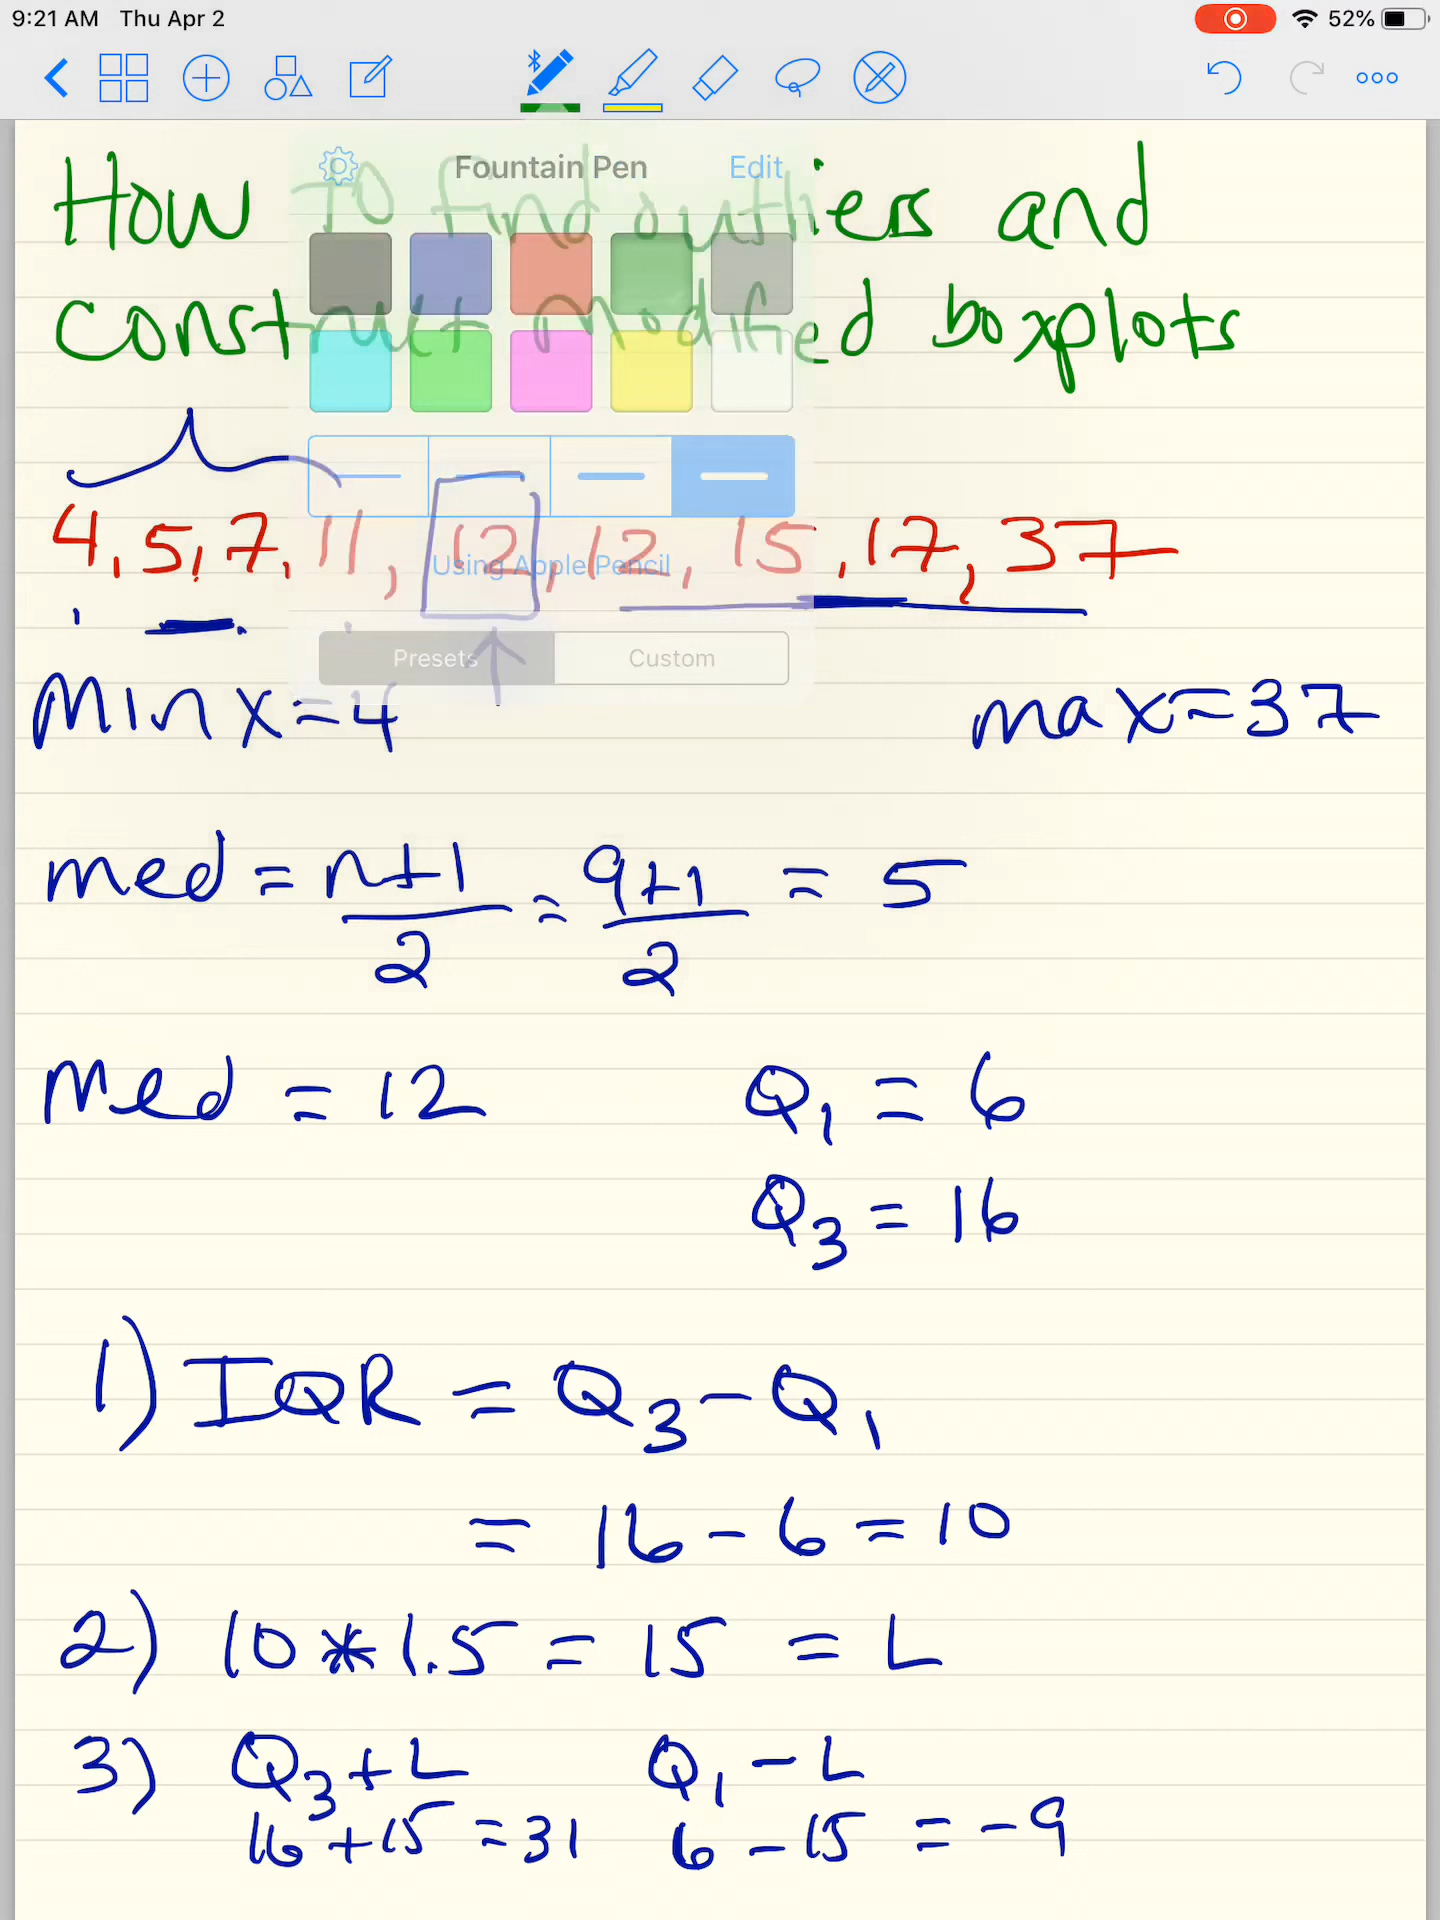 9:21 AM Thu Apr 2 52%
Fountain Pen Edit
How to find outliers and
construct modified boxplots
4, 5, 7, 11, 12, 12, 15, 17, 37
Using Apple Pencil
Presets Custom
Min x=4 max x=37
med = n+1/2 = 9+1/2 = 5
Med = 12 Q₁ = 6
Q₃ = 16
1) IQR = Q₃ - Q₁
= 16 - 6 = 10
2) 10 * 1.5 = 15 = L
3) Q₃ + L Q₁ - L
16 + 15 = 31 6 - 15 = -9